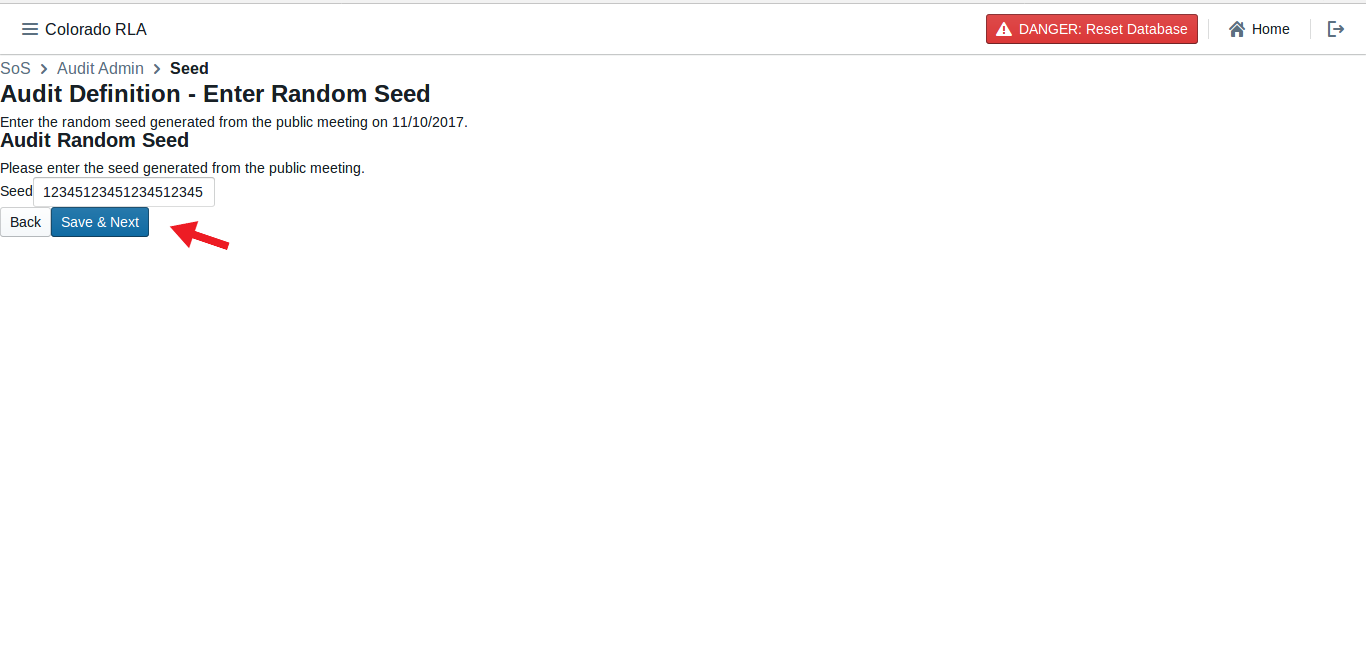 Colorado RLA
DANGER: Reset Database
Home
SoS > Audit Admin > Seed
Audit Definition - Enter Random Seed
Enter the random seed generated from the public meeting on 11/10/2017.
Audit Random Seed
Please enter the seed generated from the public meeting.
Seed 12345123451234512345
Back Save & Next